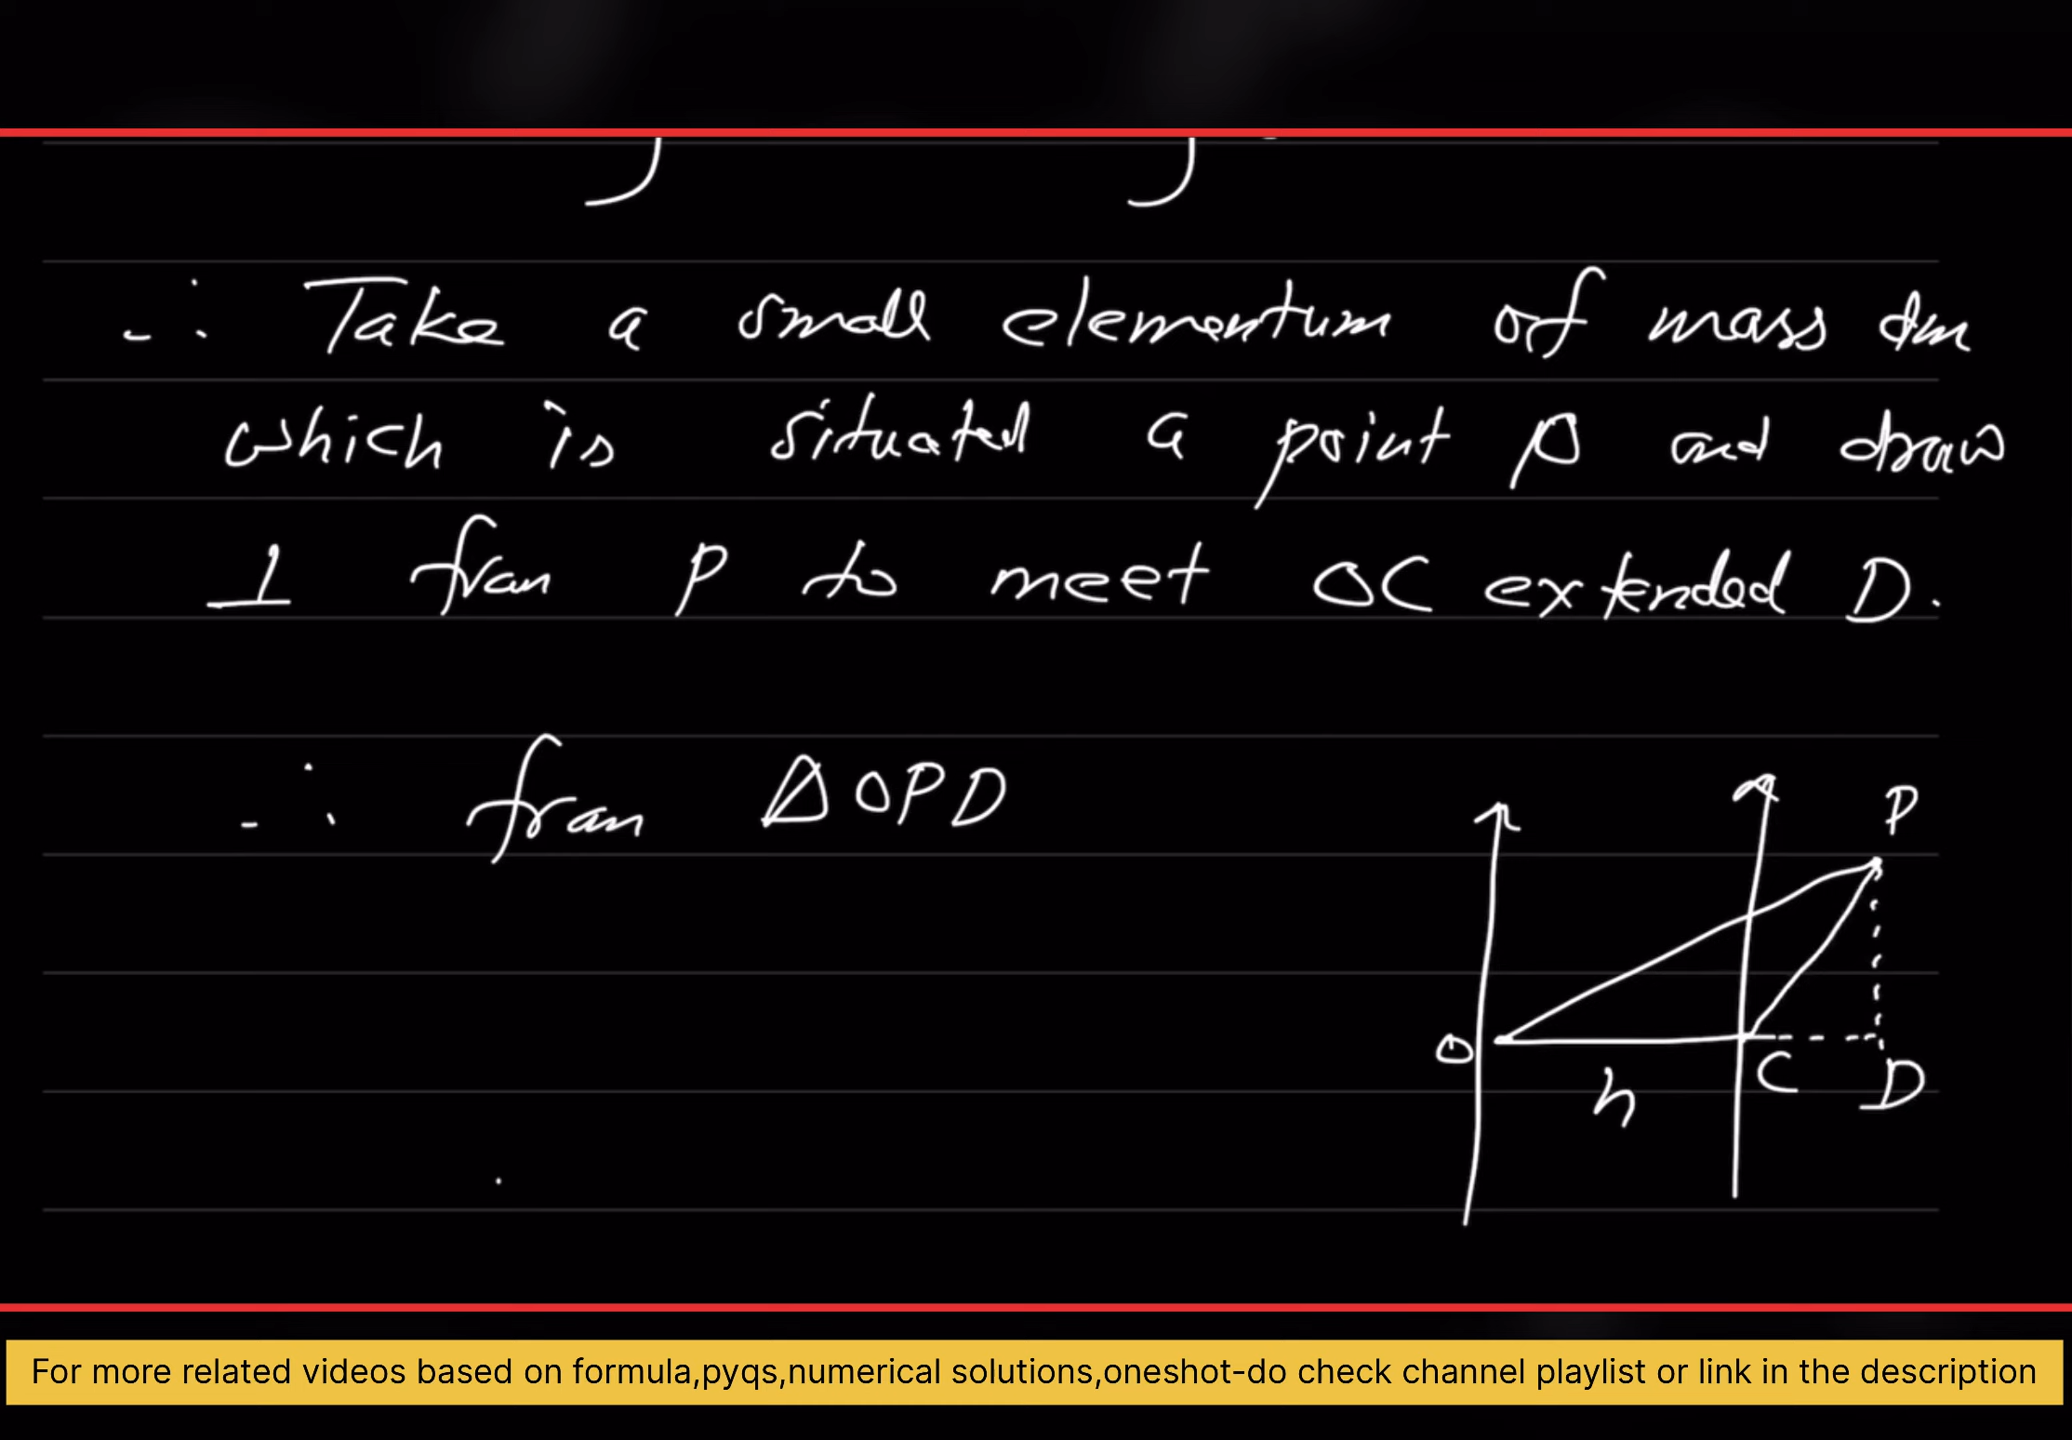 ∴ Take a small elementum of mass dm
which is situated a point P and draw
⊥ from P to meet OC extended D.
∴ from ΔOPD
P
O
C
D
h
For more related videos based on formula,pyqs,numerical solutions,oneshot-do check channel playlist or link in the description